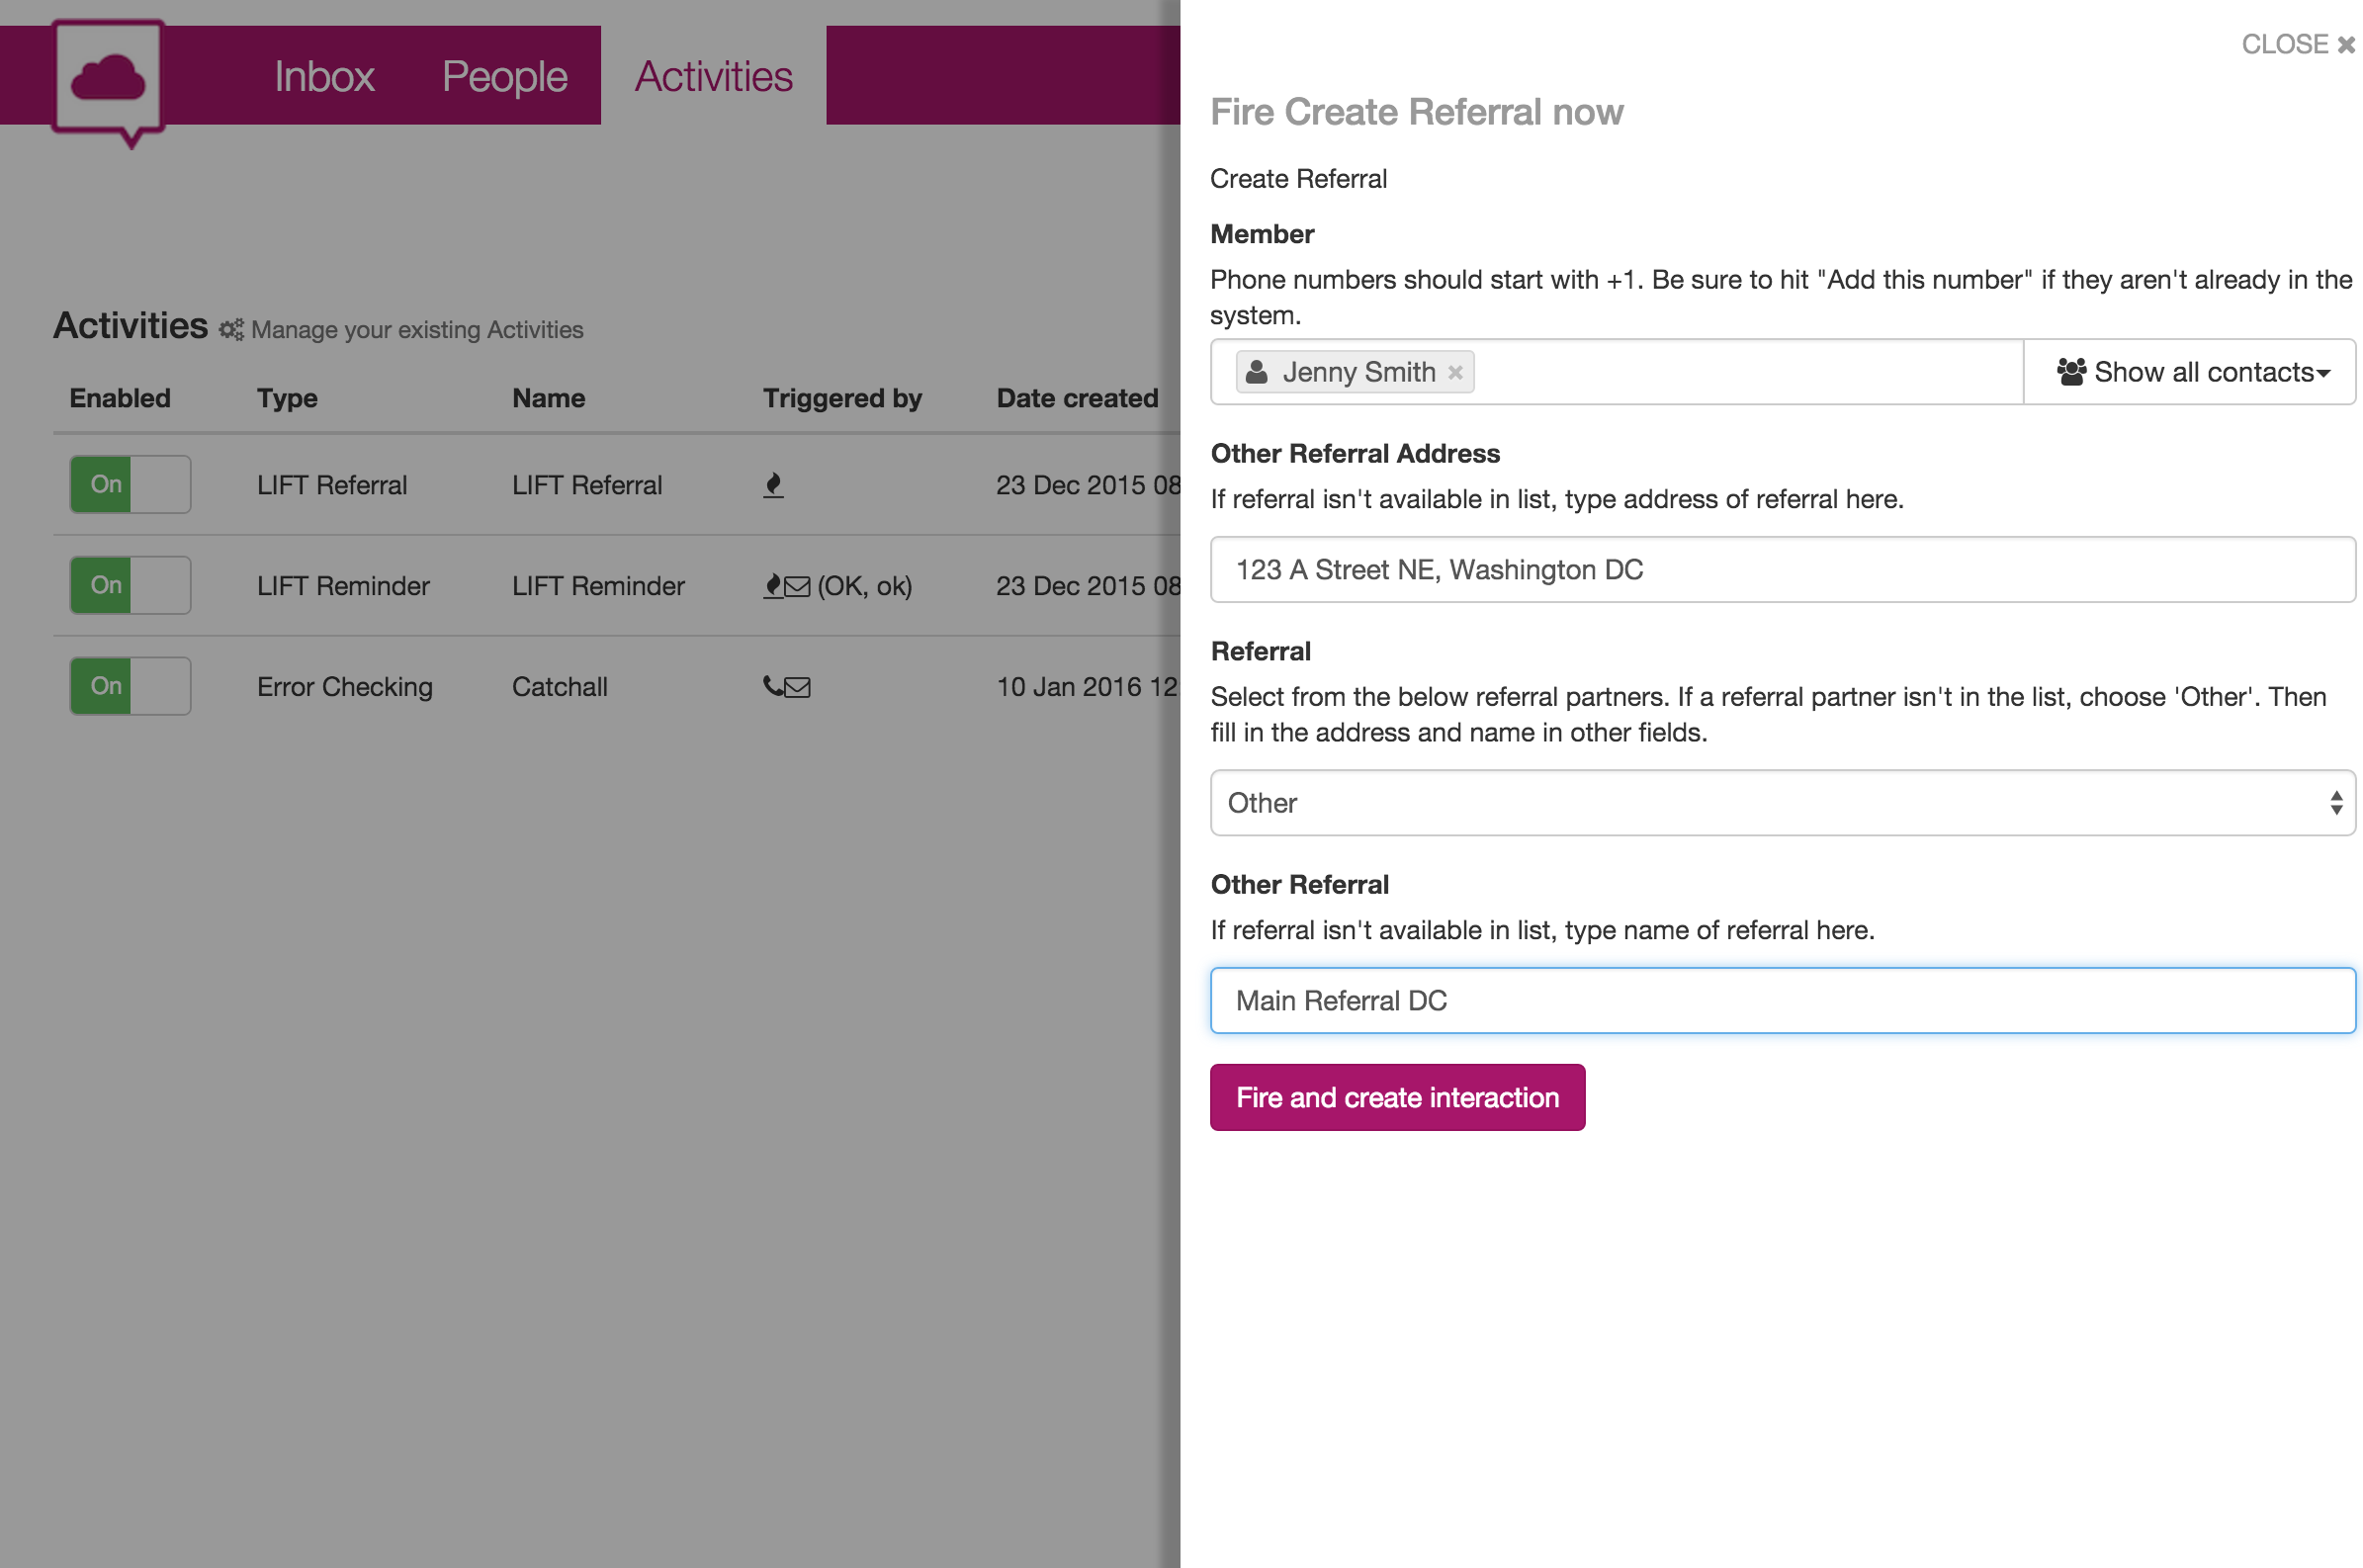 Inbox People Activities
Activities Manage your existing Activities
Enabled Type Name Triggered by Date created
On LIFT Referral LIFT Referral 23 Dec 2015 08
On LIFT Reminder LIFT Reminder (OK, ok) 23 Dec 2015 08
On Error Checking Catchall 10 Jan 2016 12
CLOSE
Fire Create Referral now
Create Referral
Member
Phone numbers should start with +1. Be sure to hit "Add this number" if they aren't already in the
system.
Jenny Smith Show all contacts
Other Referral Address
If referral isn't available in list, type address of referral here.
123 A Street NE, Washington DC
Referral
Select from the below referral partners. If a referral partner isn't in the list, choose 'Other'. Then
fill in the address and name in other fields.
Other
Other Referral
If referral isn't available in list, type name of referral here.
Main Referral DC
Fire and create interaction